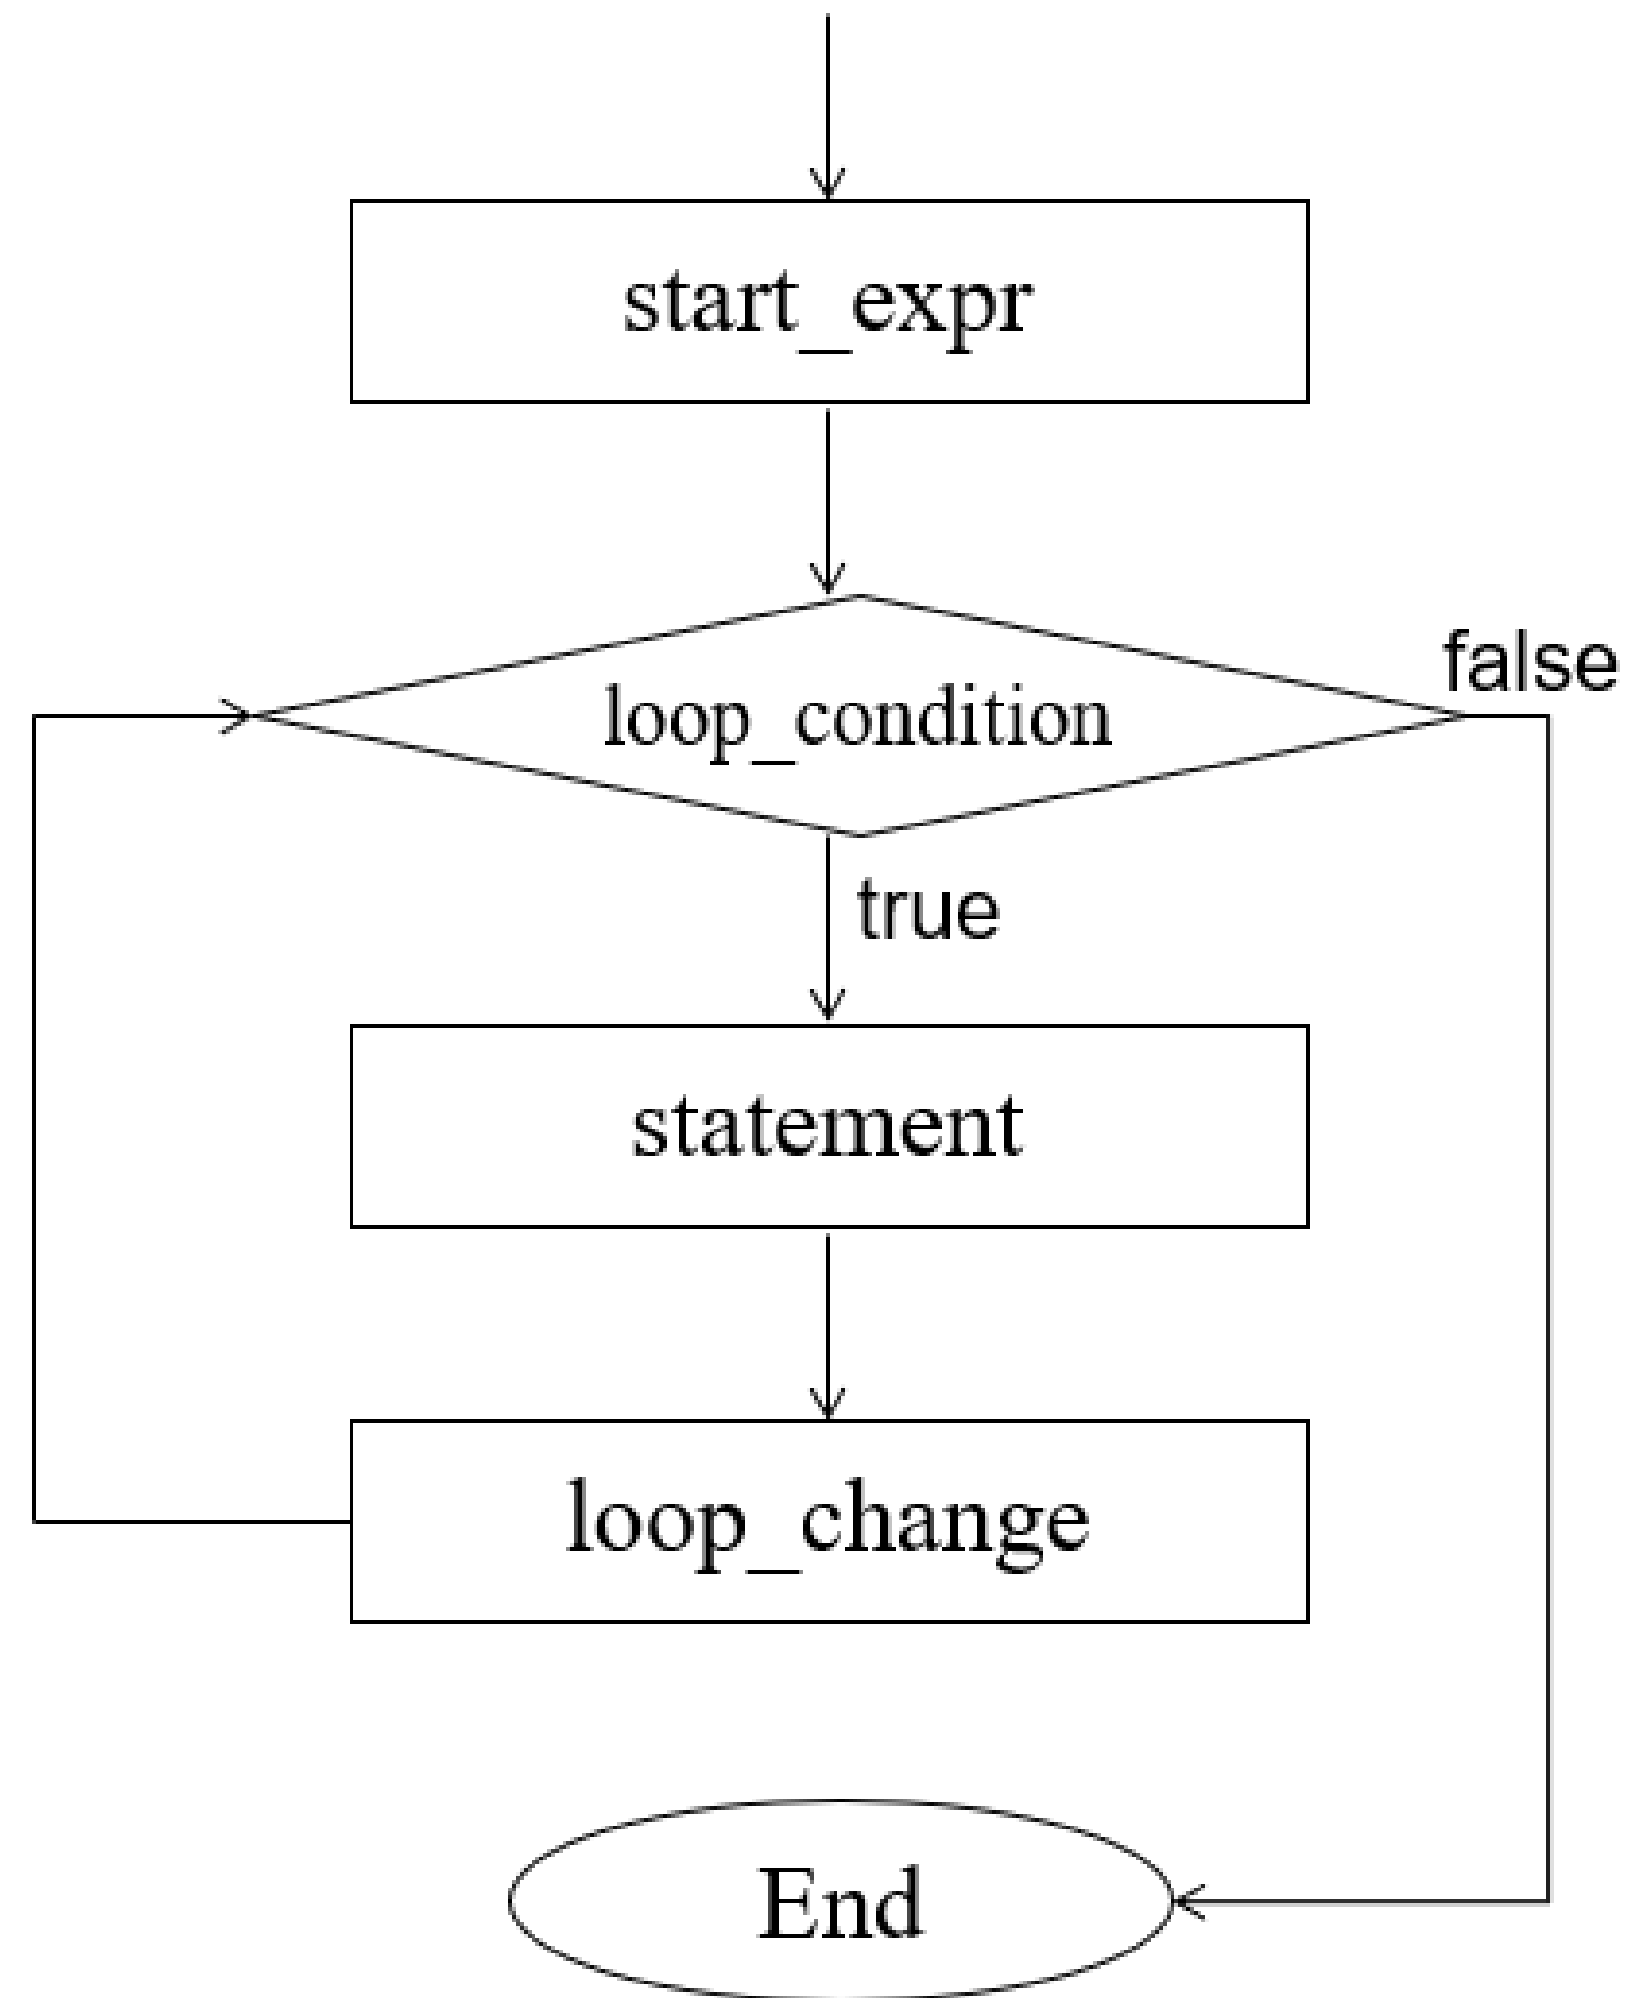 start_expr
false
loop_condition
true
statement
loop_change
End